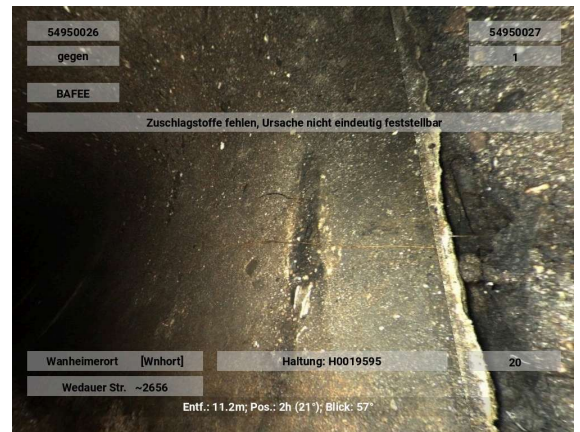 54950026 54950027
gegen 1
BAFEE
Zuschlagstoffe fehlen, Ursache nicht eindeutig feststellbar
Wanheimerort [Wnhort] Haltung: H0019595 20
Wedauer Str. ~2656
Entf.: 11.2m; Pos.: 2h (21°); Blick: 57°